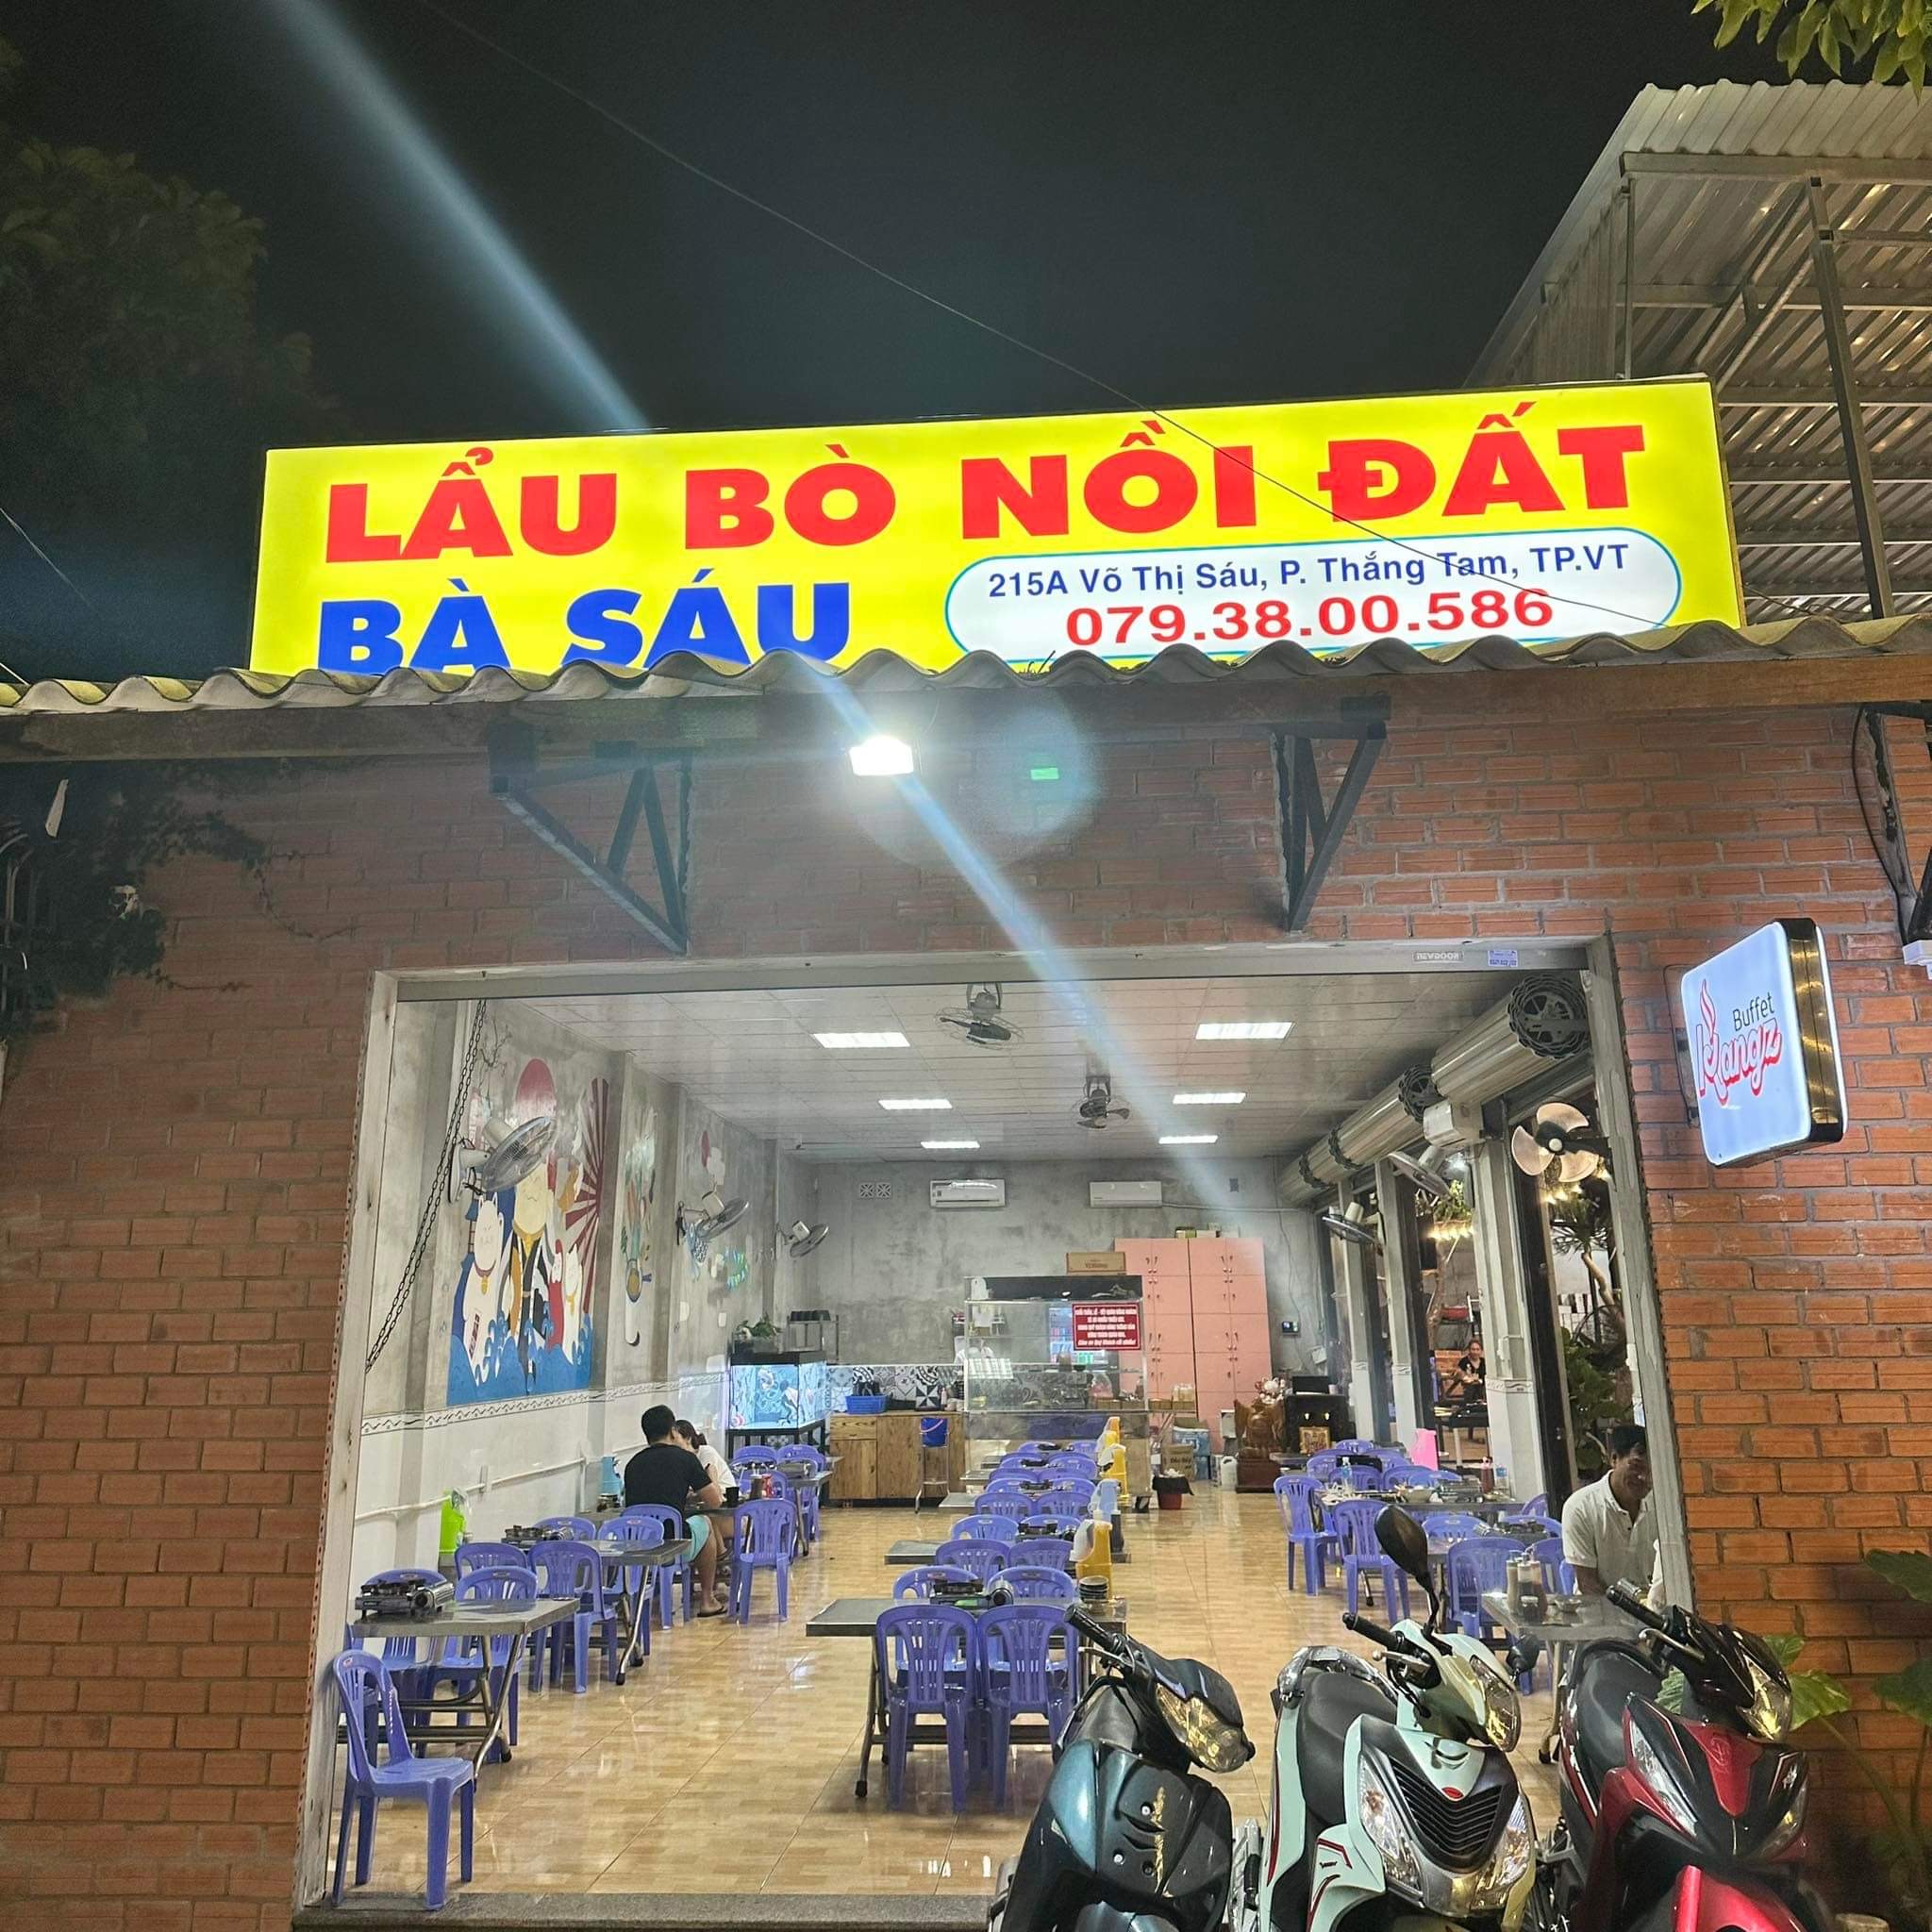 LẨU BÒ NỒI ĐẤT
BÀ SÁU
215A Võ Thị Sáu, P. Thắng Tam, TP.VT
079.38.00.586
NEWDOOR
Buffet
Kangz